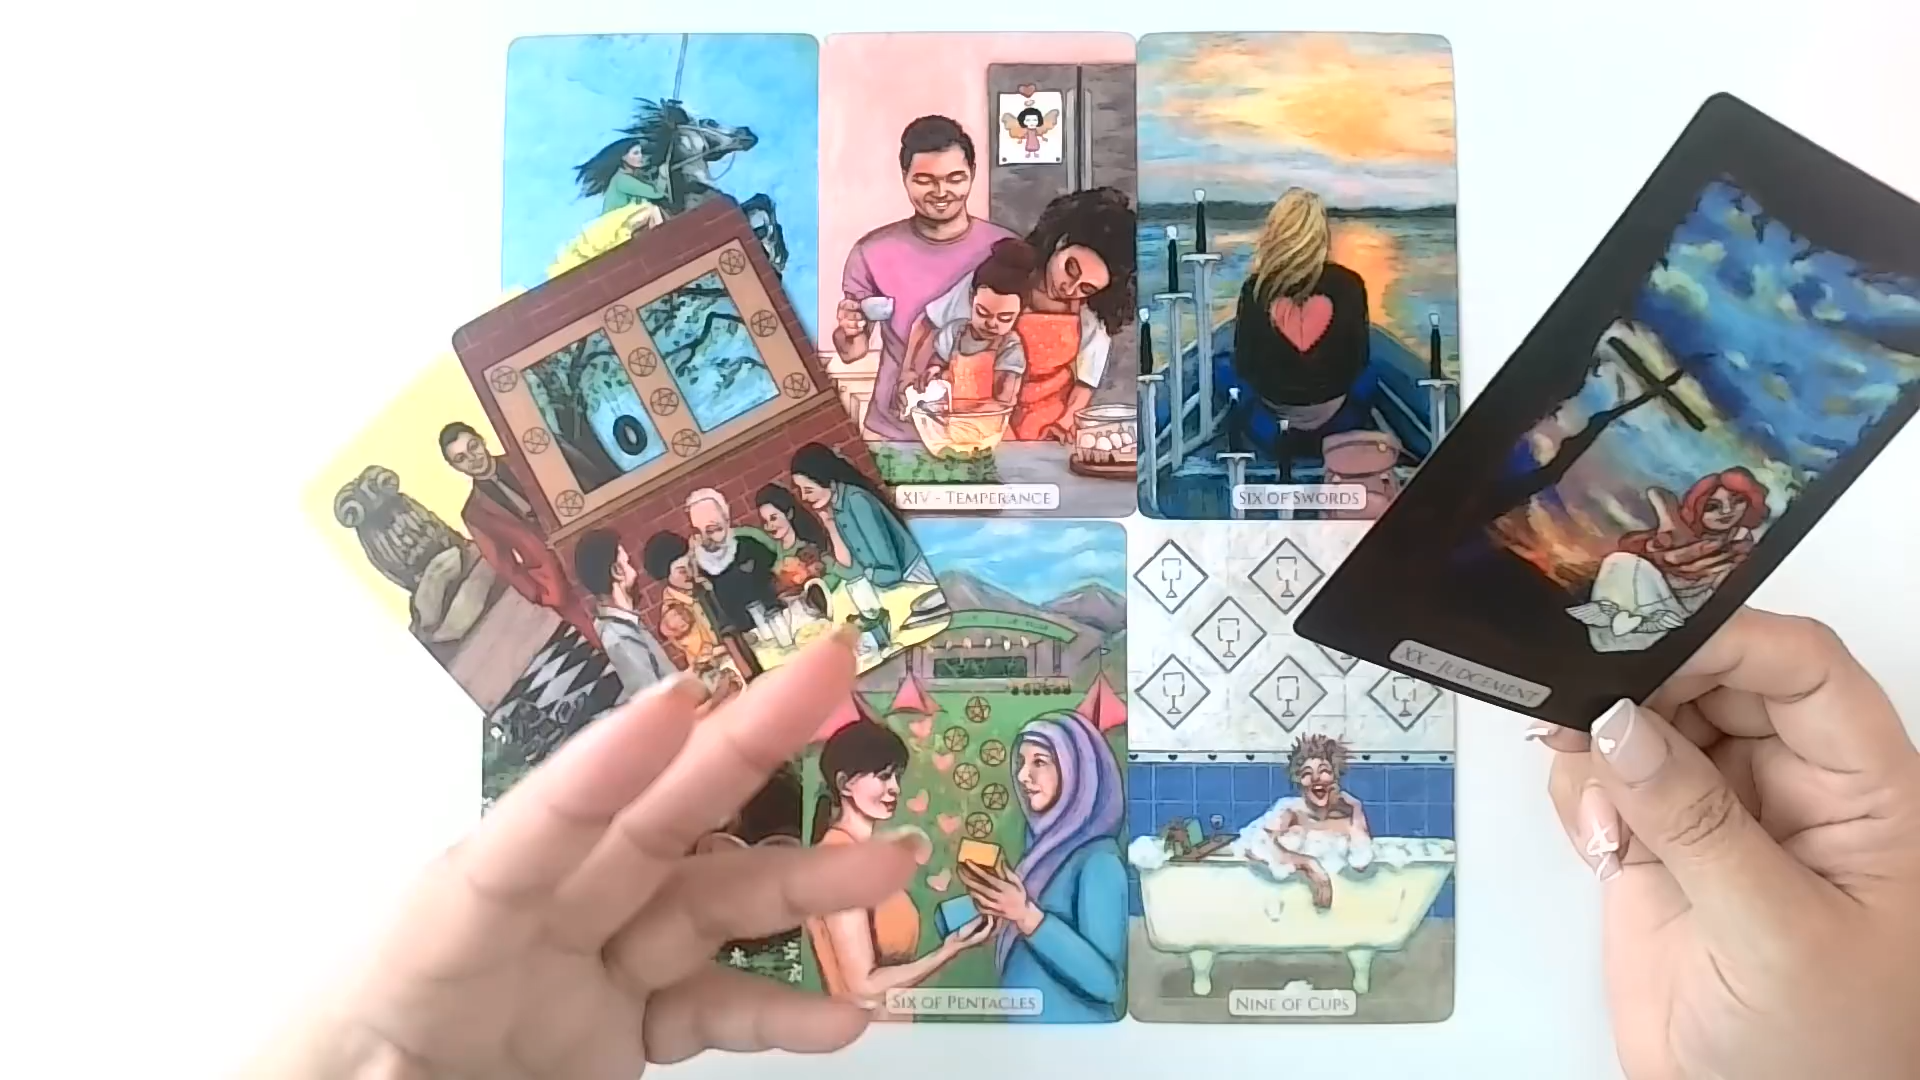 XIV - TEMPERANCE
SIX OF SWORDS
XX - JUDGEMENT
SIX OF PENTACLES
NINE OF CUPS